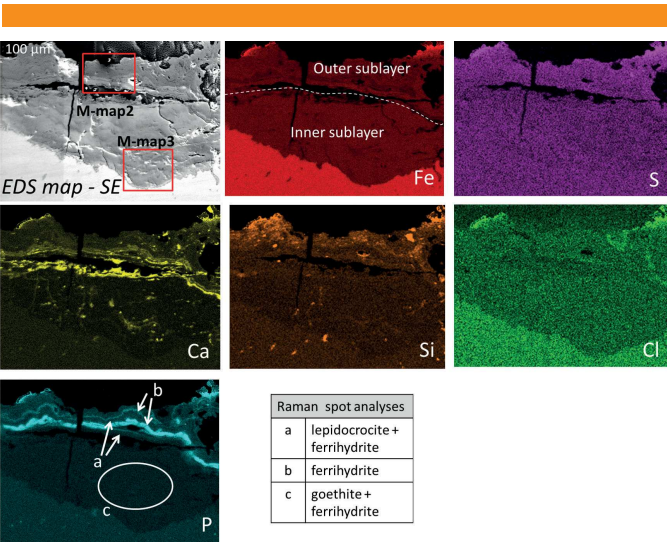 100 µm
M-map2
M-map3
EDS map - SE
Outer sublayer
Inner sublayer
Fe
S
Ca
Si
Cl
b
a
c
P
Raman spot analyses
a lepidocrocite +
ferrihydrite
b ferrihydrite
c goethite +
ferrihydrite